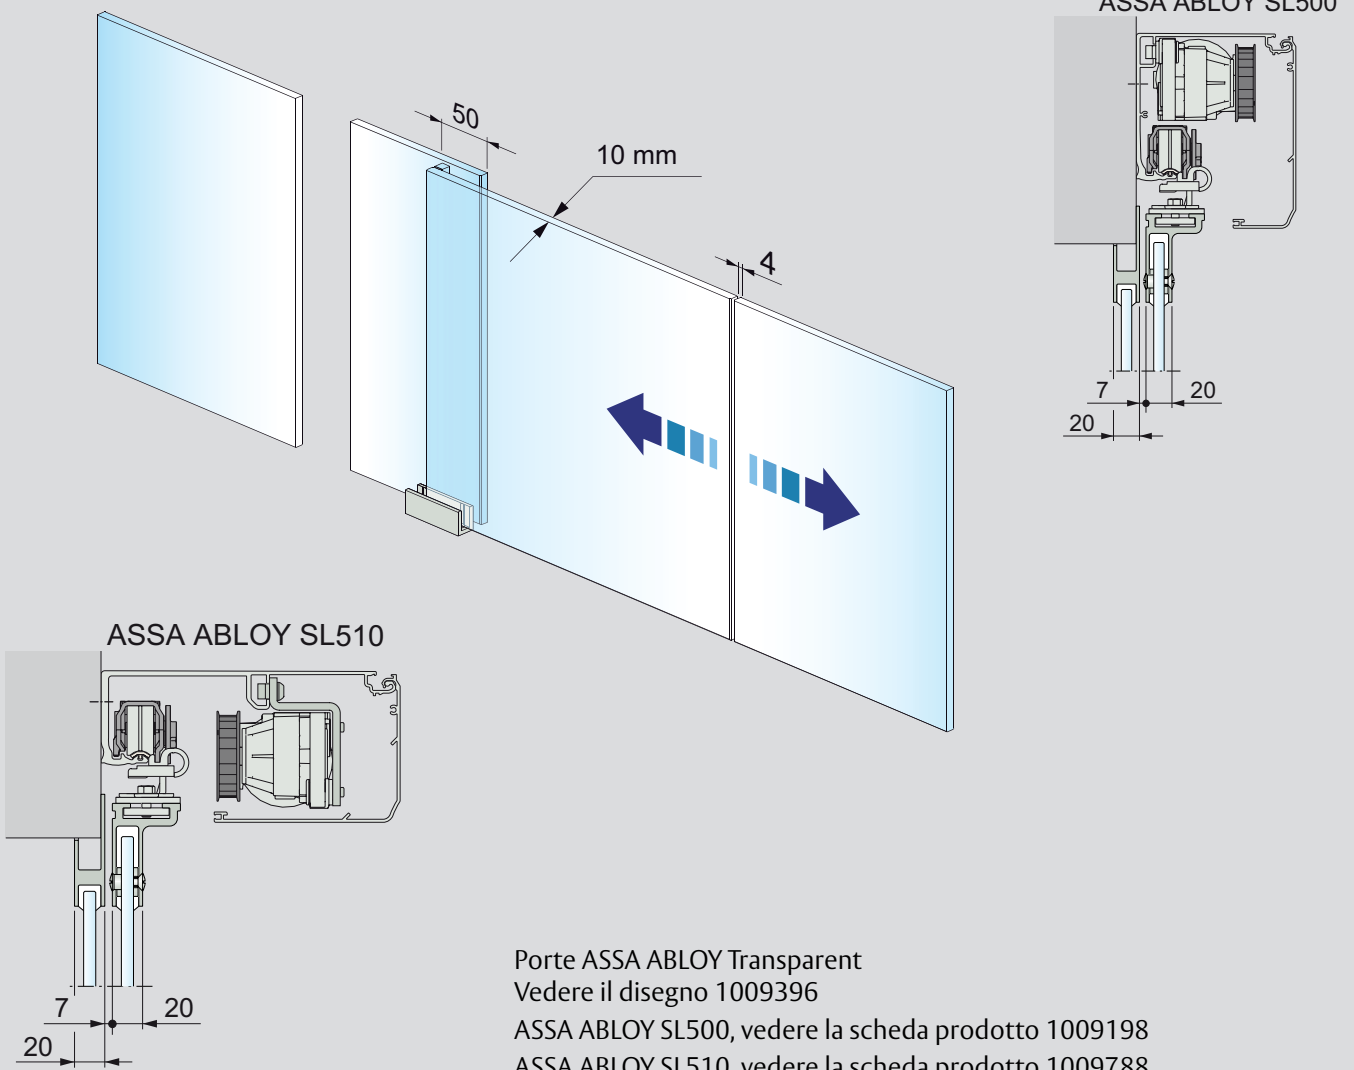 ASSA ABLOY SL500
50
10 mm
4
7
20
20
ASSA ABLOY SL510
7
20
20
Porte ASSA ABLOY Transparent
Vedere il disegno 1009396
ASSA ABLOY SL500, vedere la scheda prodotto 1009198
ASSA ABLOY SL510, vedere la scheda prodotto 1009788